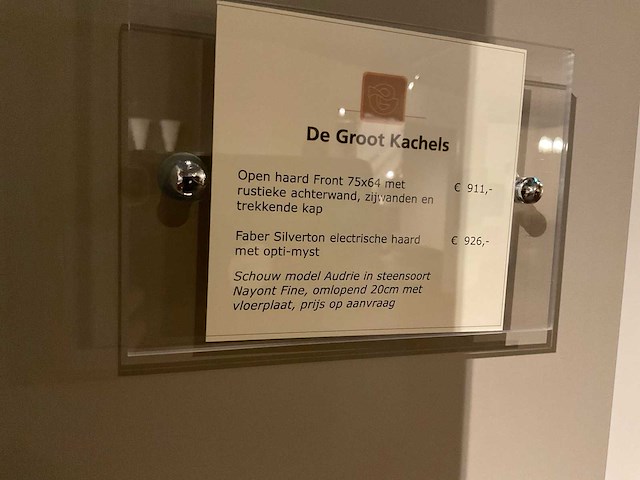 De Groot Kachels
Open haard Front 75x64 met € 911,-
rustieke achterwand, zijwanden en
trekkende kap
Faber Silverton electrische haard € 926,-
met opti-myst
Schouw model Audrie in steensoort
Nayont Fine, omlopend 20cm met
vloerplaat, prijs op aanvraag